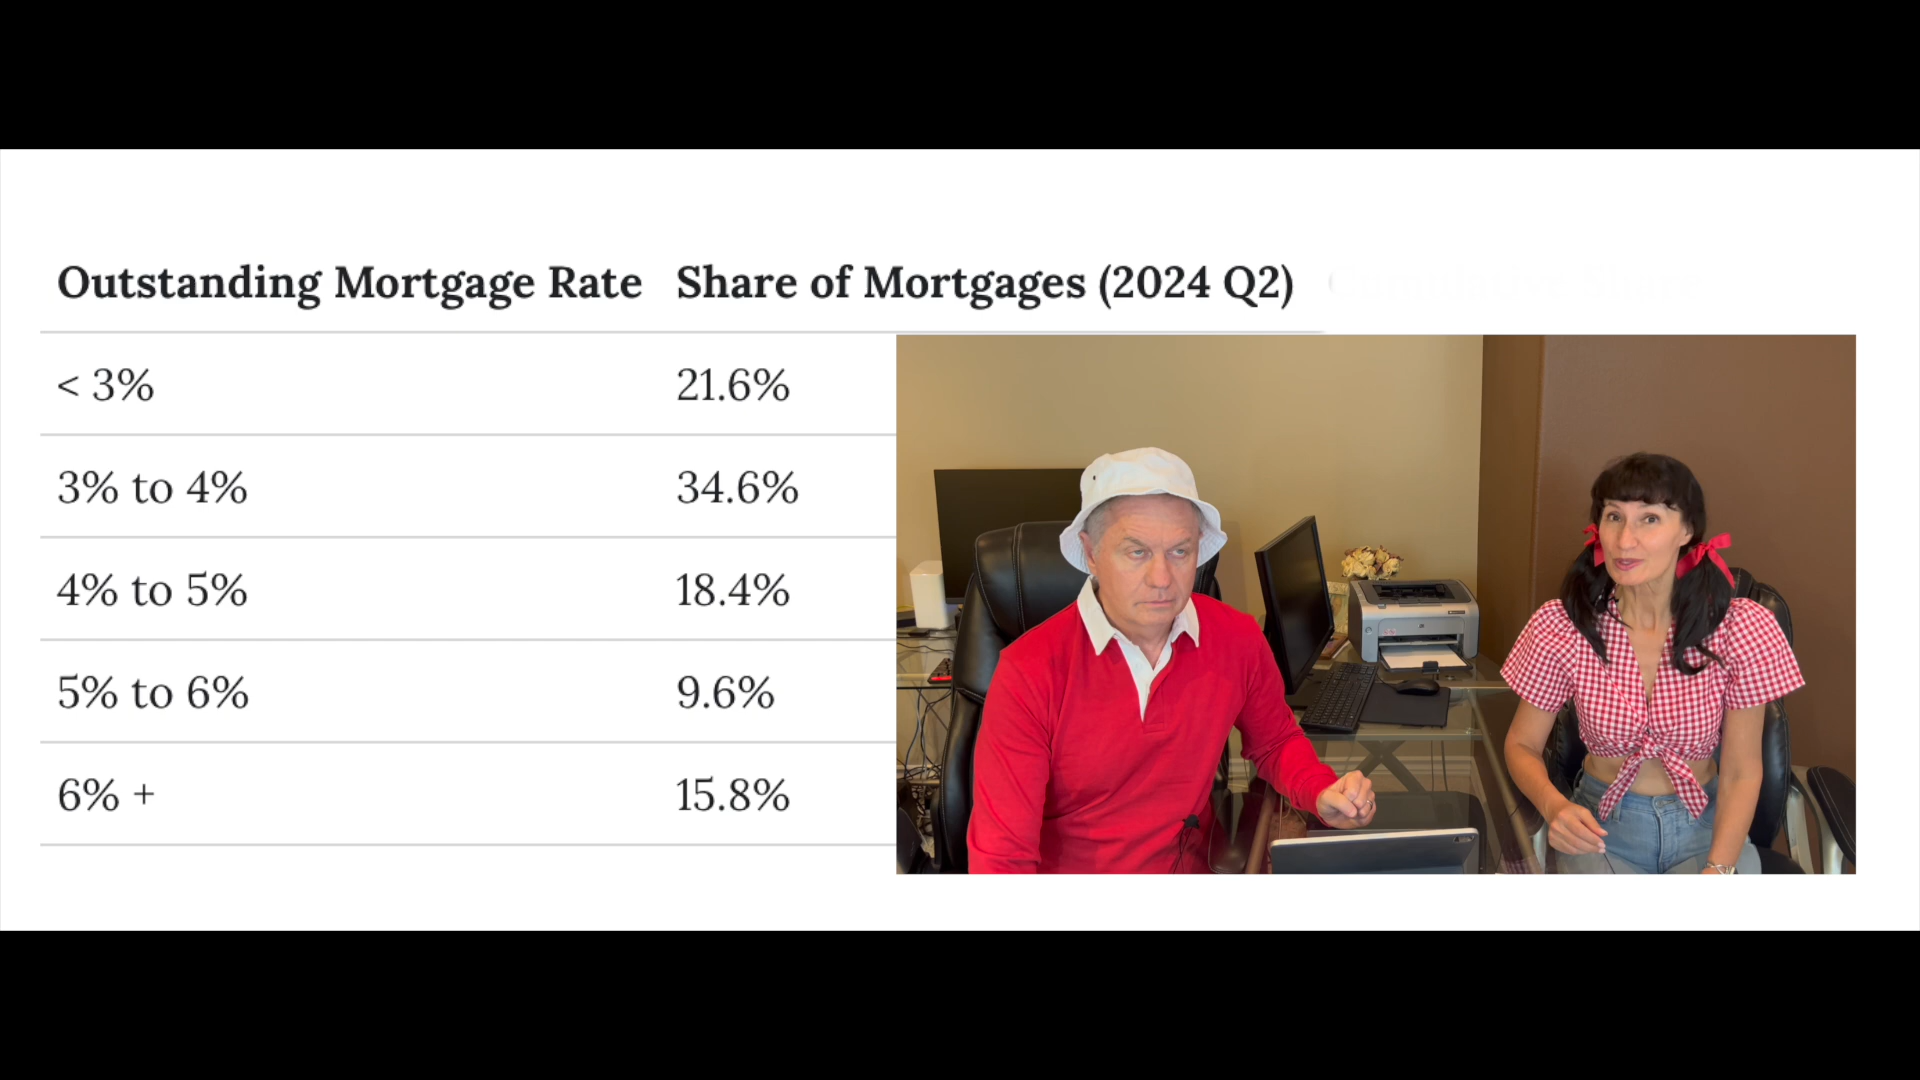 Outstanding Mortgage Rate Share of Mortgages (2024 Q2)
< 3% 21.6%
3% to 4% 34.6%
4% to 5% 18.4%
5% to 6% 9.6%
6% + 15.8%